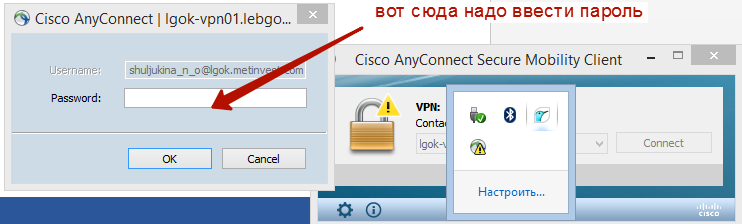 вот сюда надо ввести пароль
Cisco AnyConnect | lgok-vpn01.lebgo...
Username:
shuljukina_n_o@lgok.metinvest.com
Password:
OK
Cancel
Cisco AnyConnect Secure Mobility Client
VPN:
Contac
lgok-v
Connect
Настроить...
cisco